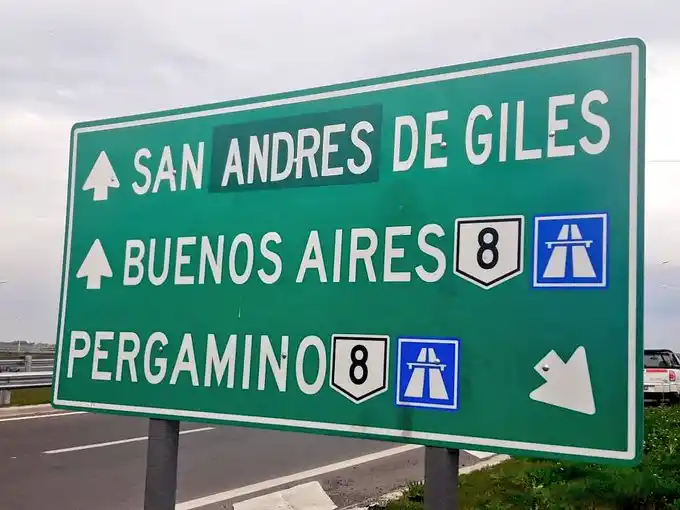 SAN ANDRES DE GILES
BUENOS AIRES 8
PERGAMINO 8